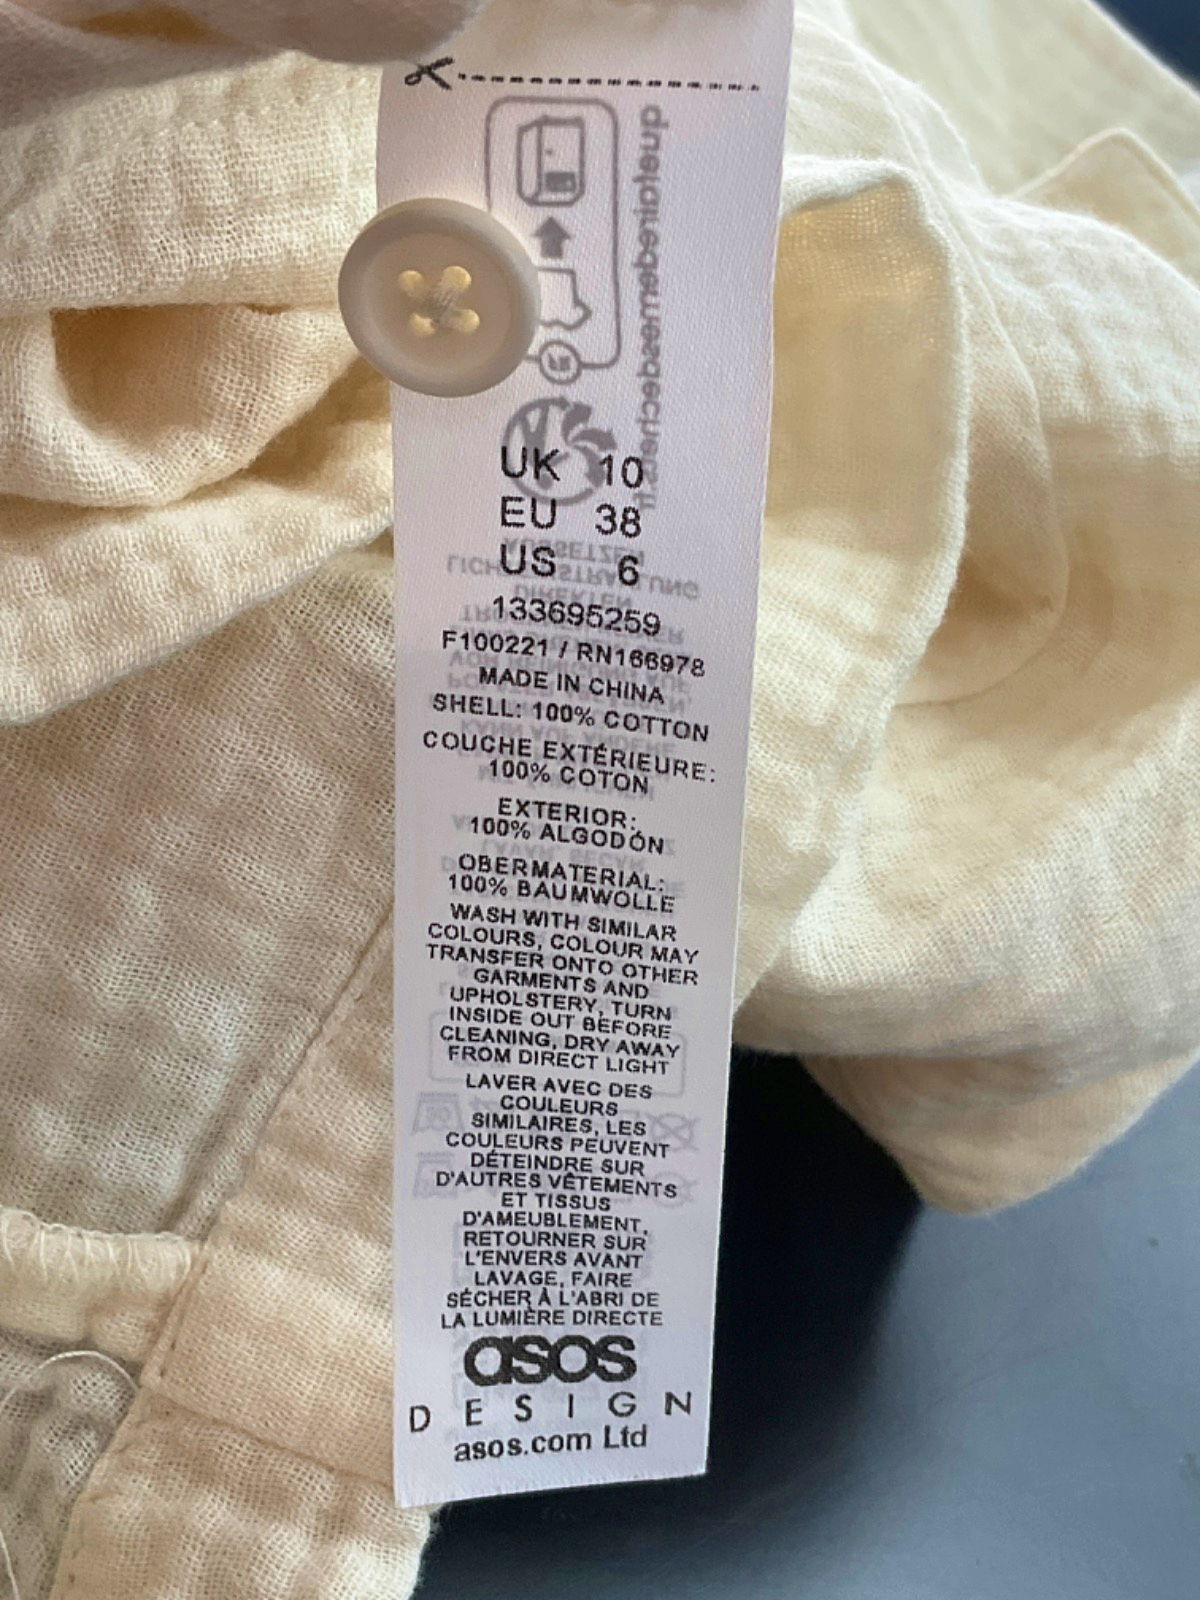 UK 10
EU 38
US 6
133695259
F100221 / RN166978
MADE IN CHINA
SHELL: 100% COTTON
COUCHE EXTÉRIEURE:
100% COTON
EXTERIOR:
100% ALGODÓN
OBERMATERIAL:
100% BAUMWOLLE
WASH WITH SIMILAR
COLOURS, COLOUR MAY
TRANSFER ONTO OTHER
GARMENTS AND
UPHOLSTERY, TURN
INSIDE OUT BEFORE
CLEANING, DRY AWAY
FROM DIRECT LIGHT
LAVER AVEC DES
COULEURS
SIMILAIRES, LES
COULEURS PEUVENT
DÉTEINDRE SUR
D'AUTRES VÊTEMENTS
ET TISSUS
D'AMEUBLEMENT,
RETOURNER SUR
L'ENVERS AVANT
LAVAGE, FAIRE
SÉCHER À L'ABRI DE
LA LUMIÈRE DIRECTE
asos
DESIGN
asos.com Ltd